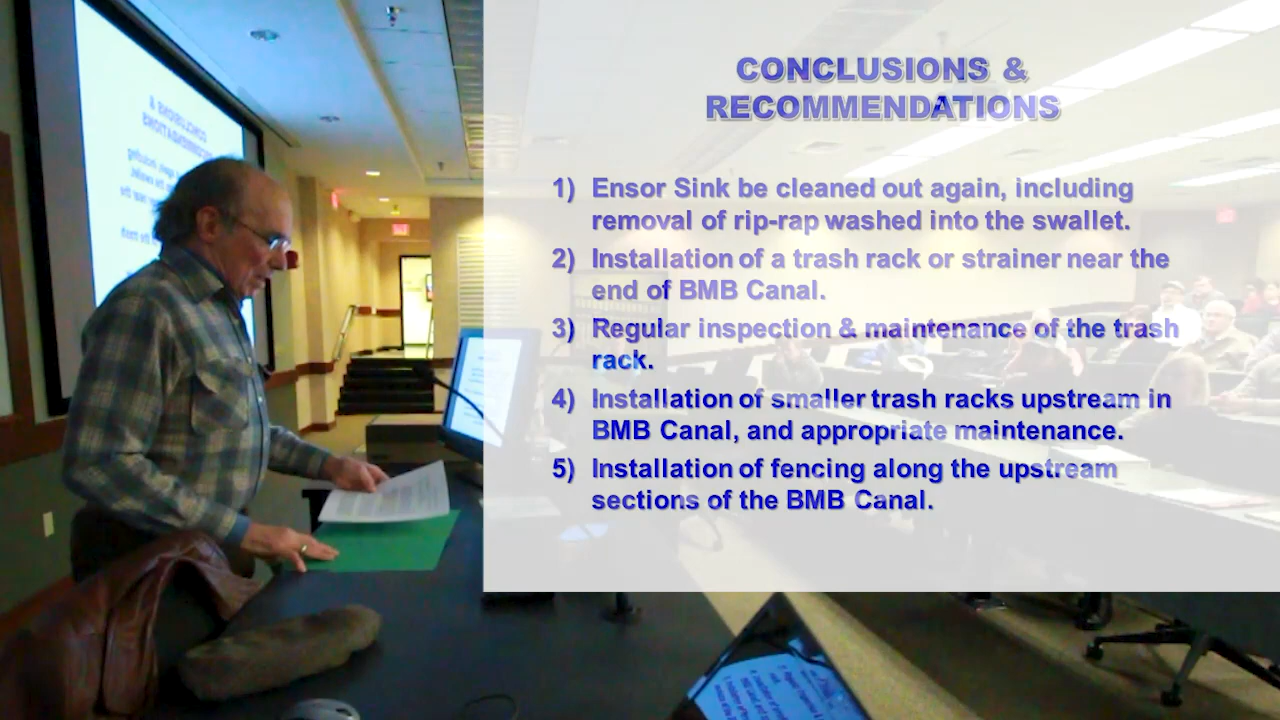 CONCLUSIONS &
RECOMMENDATIONS
1) Ensor Sink be cleaned out again, including
removal of rip-rap washed into the swallet.
2) Installation of a trash rack or strainer near the
end of BMB Canal.
3) Regular inspection & maintenance of the trash
rack.
4) Installation of smaller trash racks upstream in
BMB Canal, and appropriate maintenance.
5) Installation of fencing along the upstream
sections of the BMB Canal.